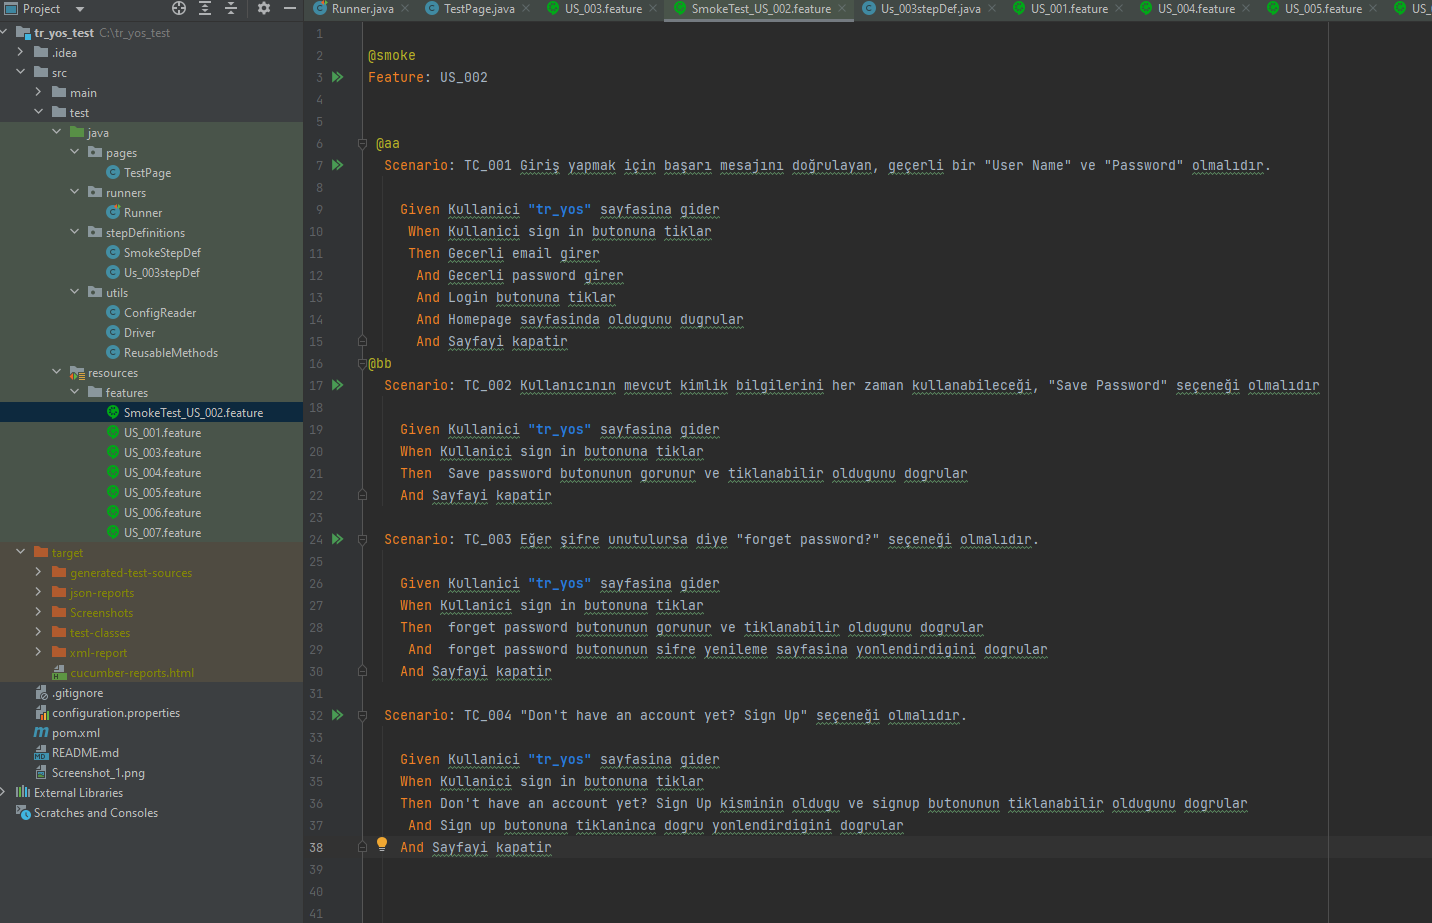 Project
Runner.java
TestPage.java
US_003.feature
SmokeTest_US_002.feature
Us_003stepDef.java
US_001.feature
US_004.feature
US_005.feature
US_
tr_yos_test C:\tr_yos_test
.idea
src
main
test
java
pages
TestPage
runners
Runner
stepDefinitions
SmokeStepDef
Us_003stepDef
utils
ConfigReader
Driver
ReusableMethods
resources
features
SmokeTest_US_002.feature
US_001.feature
US_003.feature
US_004.feature
US_005.feature
US_006.feature
US_007.feature
target
generated-test-sources
json-reports
Screenshots
test-classes
xml-report
cucumber-reports.html
.gitignore
configuration.properties
pom.xml
README.md
Screenshot_1.png
External Libraries
Scratches and Consoles
1
2 @smoke
3 Feature: US_002
4
5
6 @aa
7 Scenario: TC_001 Giriş yapmak için başarı mesajını doğrulayan, geçerli bir "User Name" ve "Password" olmalıdır.
8
9 Given Kullanici "tr_yos" sayfasina gider
10 When Kullanici sign in butonuna tiklar
11 Then Gecerli email girer
12 And Gecerli password girer
13 And Login butonuna tiklar
14 And Homepage sayfasinda oldugunu dugrular
15 And Sayfayi kapatir
16 @bb
17 Scenario: TC_002 Kullanıcının mevcut kimlik bilgilerini her zaman kullanabileceği, "Save Password" seçeneği olmalıdır
18
19 Given Kullanici "tr_yos" sayfasina gider
20 When Kullanici sign in butonuna tiklar
21 Then Save password butonunun gorunur ve tiklanabilir oldugunu dogrular
22 And Sayfayi kapatir
23
24 Scenario: TC_003 Eğer şifre unutulursa diye "forget password?" seçeneği olmalıdır.
25
26 Given Kullanici "tr_yos" sayfasina gider
27 When Kullanici sign in butonuna tiklar
28 Then forget password butonunun gorunur ve tiklanabilir oldugunu dogrular
29 And forget password butonunun sifre yenileme sayfasina yonlendirdigini dogrular
30 And Sayfayi kapatir
31
32 Scenario: TC_004 "Don't have an account yet? Sign Up" seçeneği olmalıdır.
33
34 Given Kullanici "tr_yos" sayfasina gider
35 When Kullanici sign in butonuna tiklar
36 Then Don't have an account yet? Sign Up kisminin oldugu ve signup butonunun tiklanabilir oldugunu dogrular
37 And Sign up butonuna tiklaninca dogru yonlendirdigini dogrular
38 And Sayfayi kapatir
39
40
41